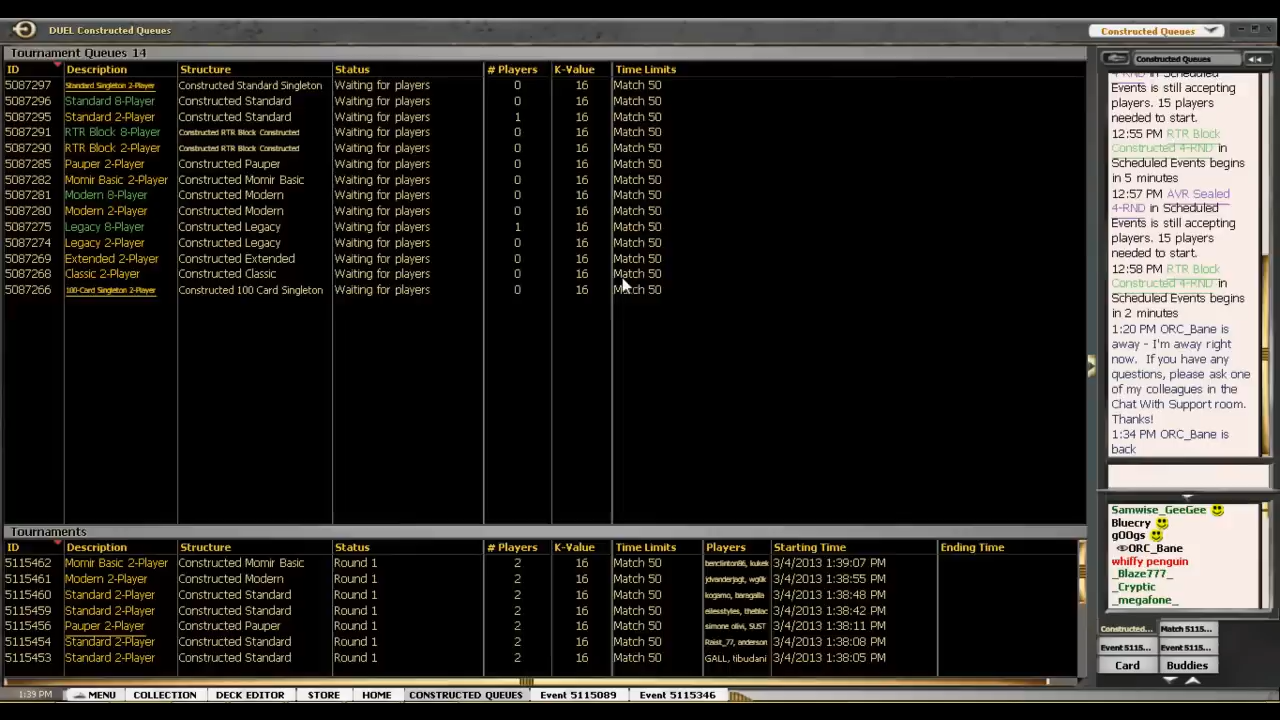 DUEL Constructed Queues
Constructed Queues
Tournament Queues 14
ID Description Structure Status # Players K-Value Time Limits
5087297 Standard Singleton 2-Player Constructed Standard Singleton Waiting for players 0 16 Match 50
5087296 Standard 8-Player Constructed Standard Waiting for players 0 16 Match 50
5087295 Standard 2-Player Constructed Standard Waiting for players 1 16 Match 50
5087291 RTR Block 8-Player Constructed RTR Block Constructed Waiting for players 0 16 Match 50
5087290 RTR Block 2-Player Constructed RTR Block Constructed Waiting for players 0 16 Match 50
5087285 Pauper 2-Player Constructed Pauper Waiting for players 0 16 Match 50
5087282 Momir Basic 2-Player Constructed Momir Basic Waiting for players 0 16 Match 50
5087281 Modern 8-Player Constructed Modern Waiting for players 0 16 Match 50
5087280 Modern 2-Player Constructed Modern Waiting for players 0 16 Match 50
5087275 Legacy 8-Player Constructed Legacy Waiting for players 1 16 Match 50
5087274 Legacy 2-Player Constructed Legacy Waiting for players 0 16 Match 50
5087269 Extended 2-Player Constructed Extended Waiting for players 0 16 Match 50
5087268 Classic 2-Player Constructed Classic Waiting for players 0 16 Match 50
5087266 100-Card Singleton 2-Player Constructed 100 Card Singleton Waiting for players 0 16 Match 50
Tournaments
ID Description Structure Status # Players K-Value Time Limits Players Starting Time Ending Time
5115462 Momir Basic 2-Player Constructed Momir Basic Round 1 2 16 Match 50 benclinton86, kukek 3/4/2013 1:39:07 PM
5115461 Modern 2-Player Constructed Modern Round 1 2 16 Match 50 jdvanderjagt, wg0k 3/4/2013 1:38:55 PM
5115460 Standard 2-Player Constructed Standard Round 1 2 16 Match 50 kogamo, baragalla 3/4/2013 1:38:48 PM
5115459 Standard 2-Player Constructed Standard Round 1 2 16 Match 50 3/4/2013 1:38:42 PM
5115456 Pauper 2-Player Constructed Pauper Round 1 2 16 Match 50 simone olivi, SUST 3/4/2013 1:38:11 PM
5115454 Standard 2-Player Constructed Standard Round 1 2 16 Match 50 Raist_77, anderson 3/4/2013 1:38:08 PM
5115453 Standard 2-Player Constructed Standard Round 1 2 16 Match 50 GALL, tibudani 3/4/2013 1:38:05 PM
Constructed Queues
4-RND in Scheduled
Events is still accepting
players. 15 players
needed to start.
12:55 PM RTR Block
Constructed 4-RND in
Scheduled Events begins
in 5 minutes
12:57 PM AVR Sealed
4-RND in Scheduled
Events is still accepting
players. 15 players
needed to start.
12:58 PM RTR Block
Constructed 4-RND in
Scheduled Events begins
in 2 minutes
1:20 PM ORC_Bane is
away - I'm away right
now. If you have any
questions, please ask one
of my colleagues in the
Chat With Support room.
Thanks!
1:34 PM ORC_Bane is
back
Samwise_GeeGee
Bluecry
gOOgs
ORC_Bane
whiffy penguin
_Blaze777_
_Cryptic
_megafone_
Constructed... Match 5115...
Event 5115... Event 5115...
Card Buddies
1:39 PM MENU COLLECTION DECK EDITOR STORE HOME CONSTRUCTED QUEUES Event 5115089 Event 5115346